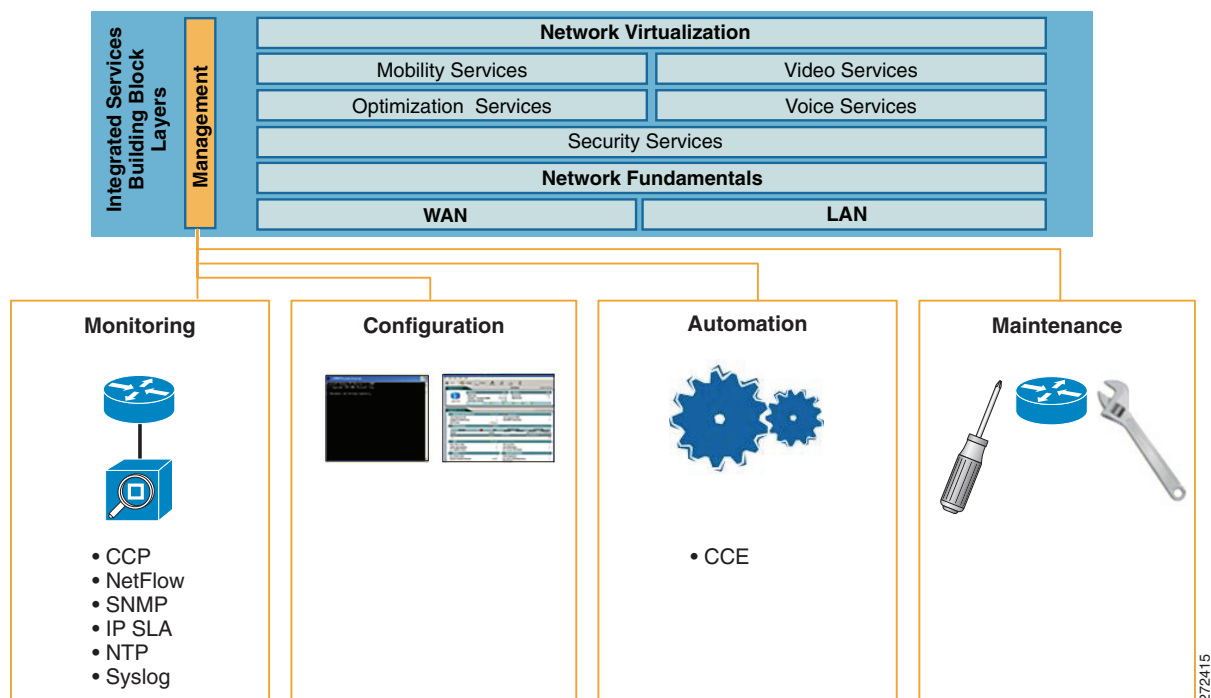 Integrated Services
Building Block
Layers
Management
Network Virtualization
Mobility Services
Video Services
Optimization Services
Voice Services
Security Services
Network Fundamentals
WAN
LAN
Monitoring
• CCP
• NetFlow
• SNMP
• IP SLA
• NTP
• Syslog
Configuration
Automation
• CCE
Maintenance
272415